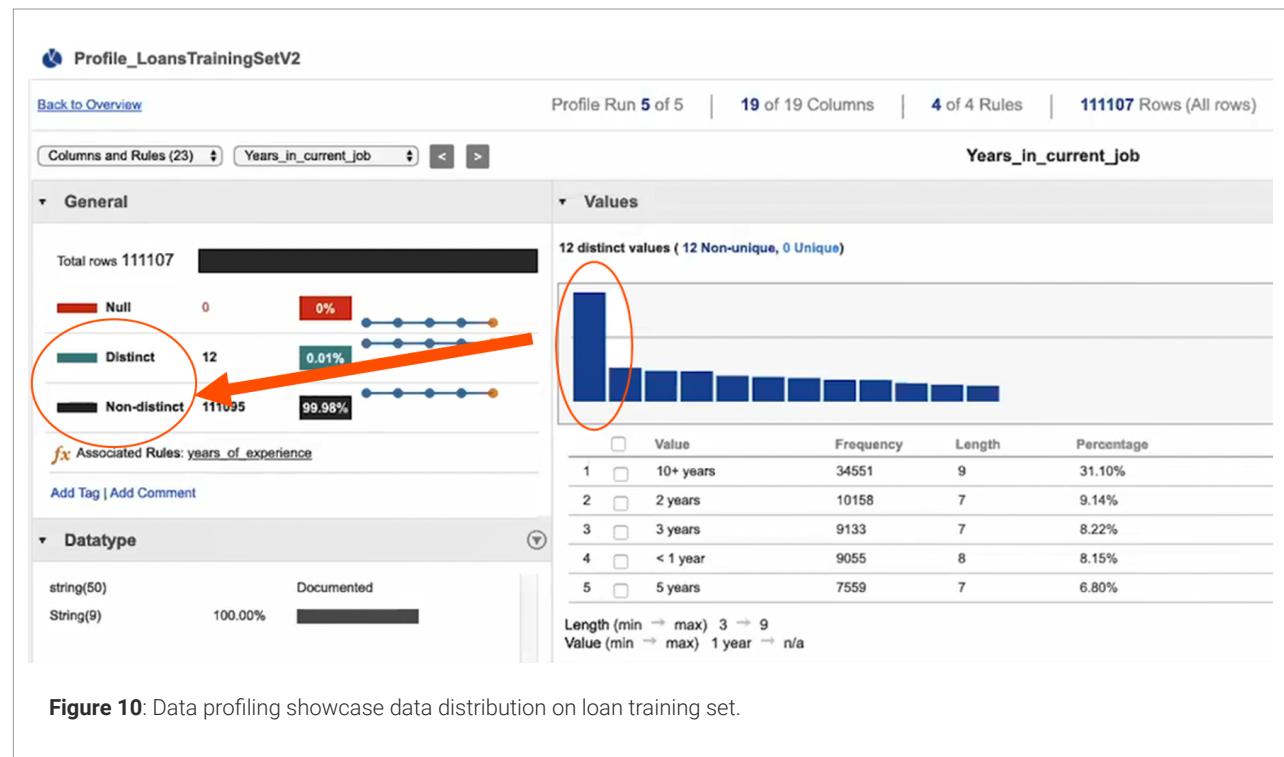 Profile_LoansTrainingSetV2
Back to Overview
Profile Run 5 of 5 | 19 of 19 Columns | 4 of 4 Rules | 111107 Rows (All rows)
Columns and Rules (23) Years_in_current_job < >
Years_in_current_job
General
Total rows 111107
Null 0 0%
Distinct 12 0.01%
Non-distinct 111095 99.98%
fx Associated Rules: years_of_experience
Add Tag | Add Comment
Datatype
string(50) Documented
String(9) 100.00%
Values
12 distinct values ( 12 Non-unique, 0 Unique)
Value Frequency Length Percentage
1 10+ years 34551 9 31.10%
2 2 years 10158 7 9.14%
3 3 years 9133 7 8.22%
4 < 1 year 9055 8 8.15%
5 5 years 7559 7 6.80%
Length (min → max) 3 → 9
Value (min → max) 1 year → n/a
Figure 10: Data profiling showcase data distribution on loan training set.